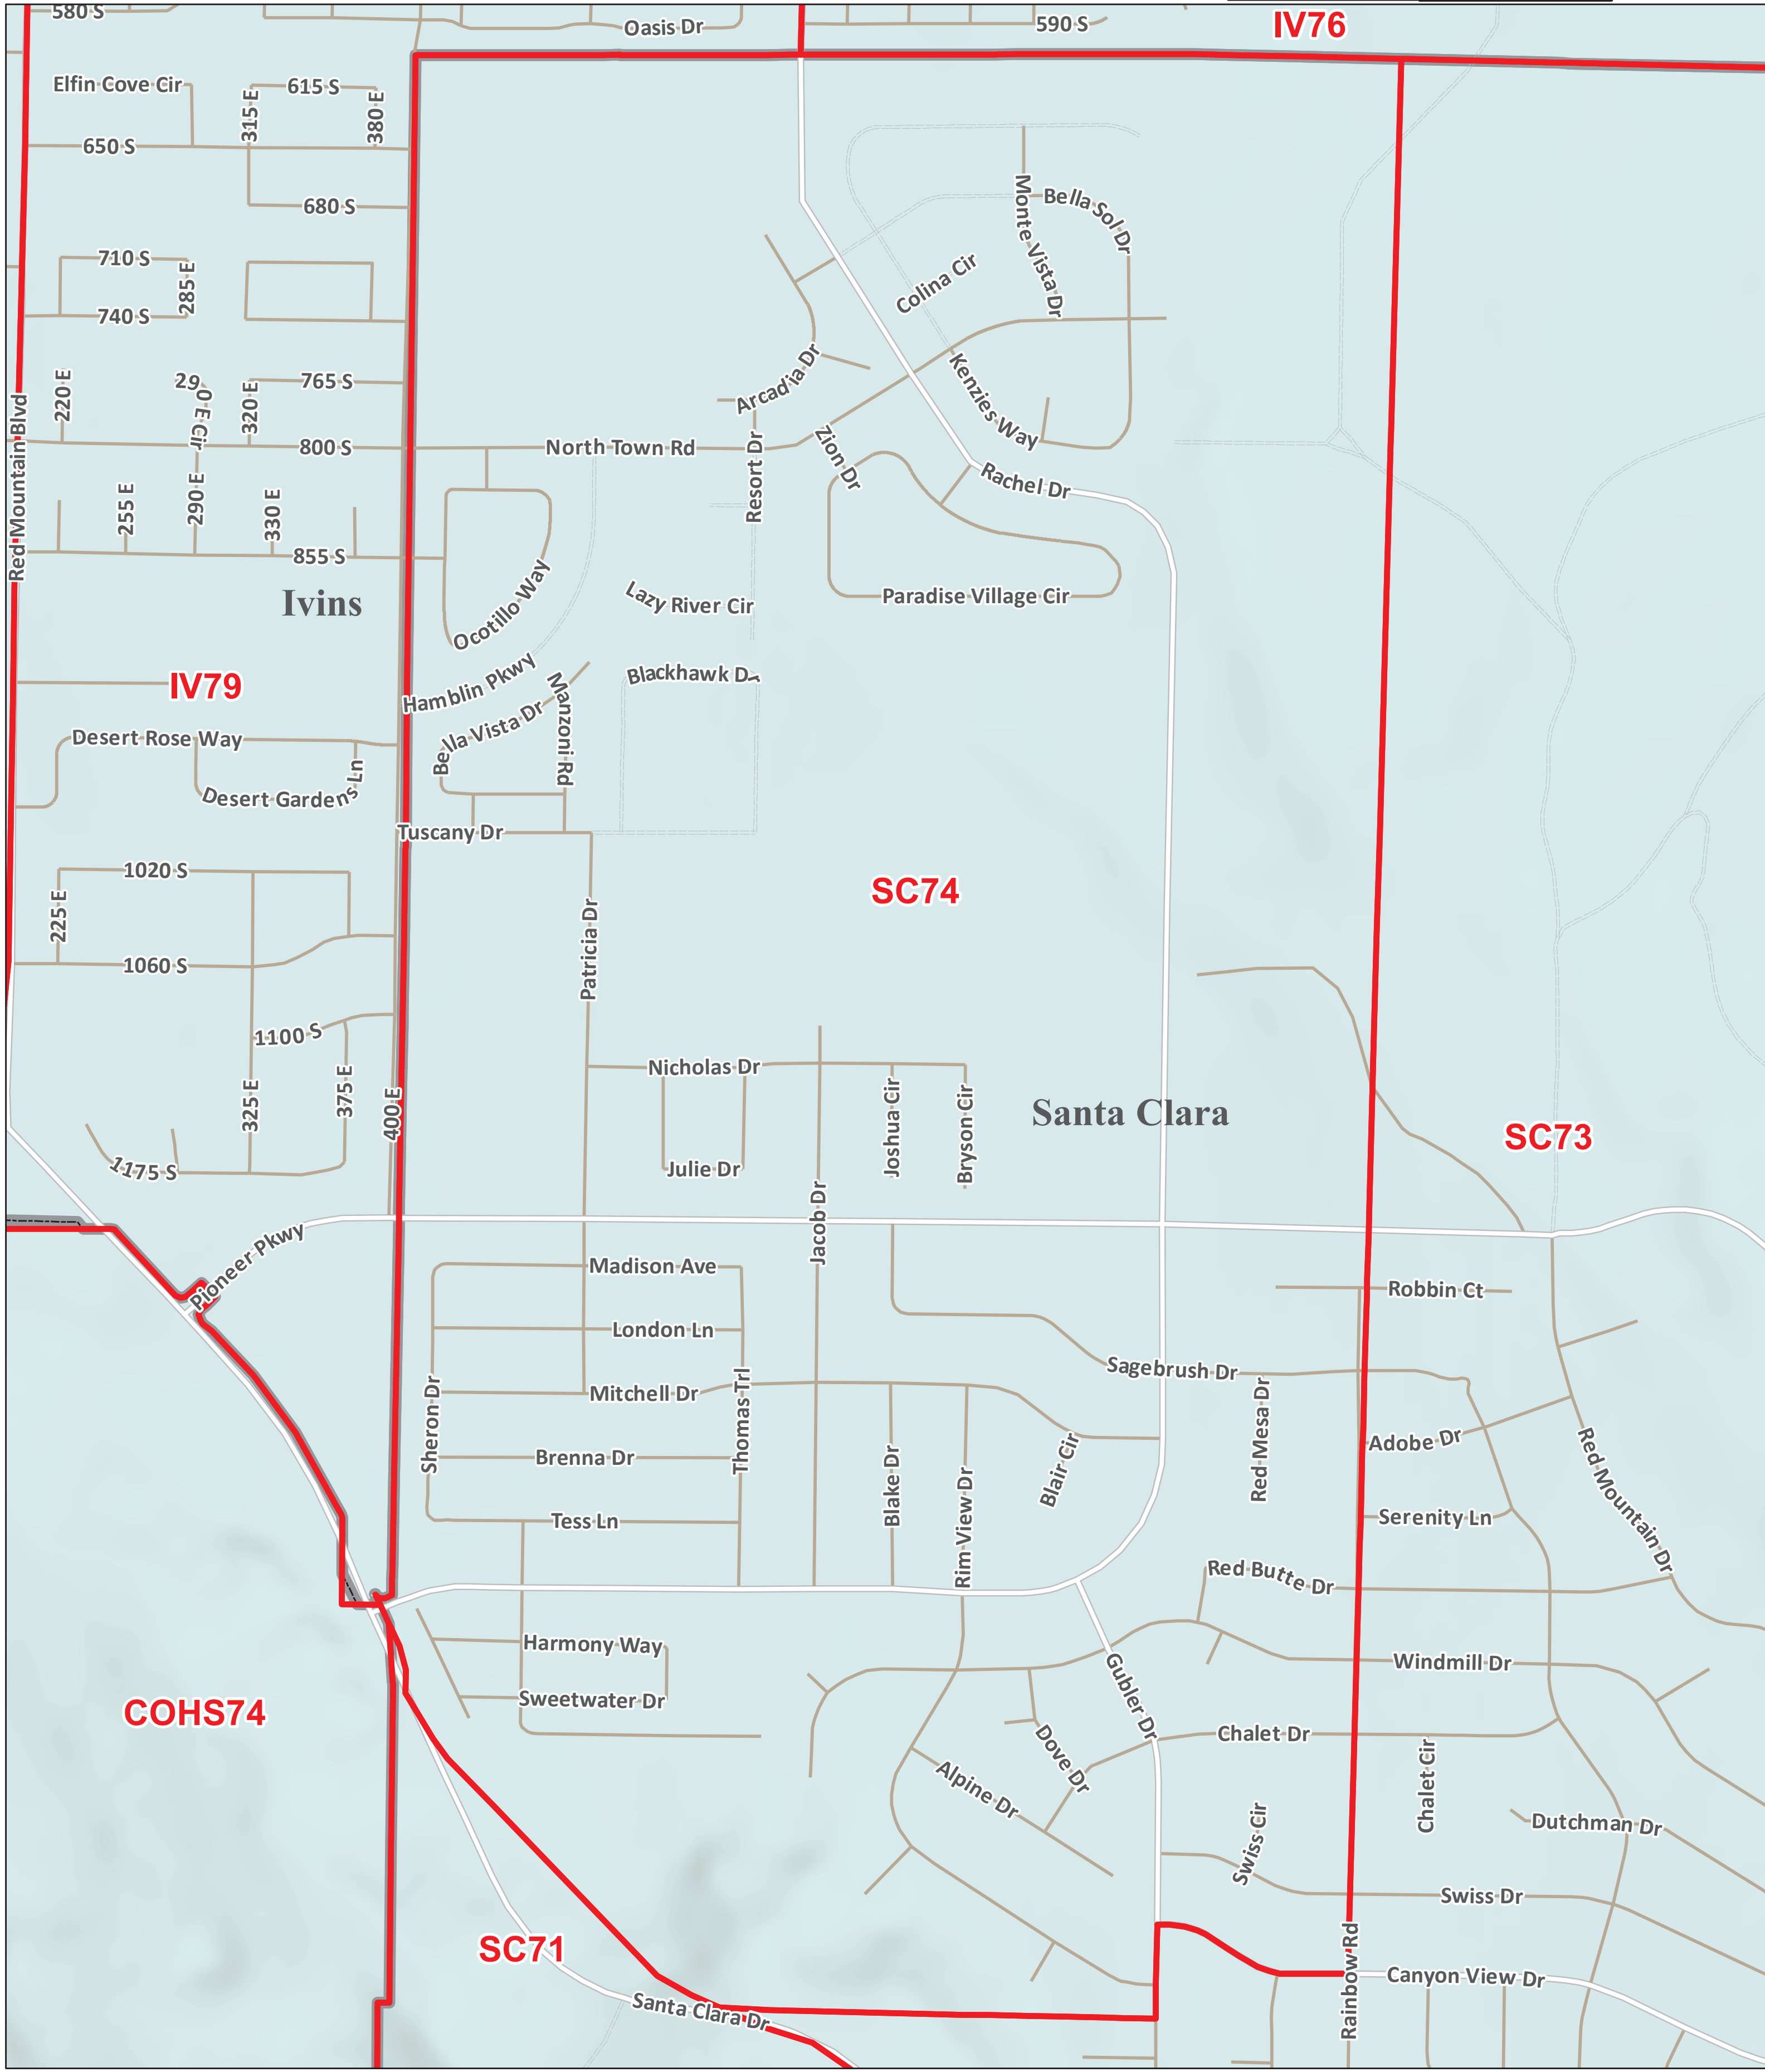 580 S
Oasis Dr
590 S
IV76
Elfin Cove Cir
615 S
315 E
380 E
650 S
680 S
Monte Vista Dr
Bella Sol Dr
710 S
285 E
Colina Cir
740 S
220 E
290 E Cir
320 E
765 S
Arcadia Dr
Kenzies Way
Red Mountain Blvd
800 S
North Town Rd
Resort Dr
Zion Dr
Rachel Dr
255 E
290 E
330 E
855 S
Ivins
Ocotillo Way
Lazy River Cir
Paradise Village Cir
IV79
Hamblin Pkwy
Blackhawk Dr
Desert Rose Way
Bella Vista Dr
Manzoni Rd
Desert Gardens Ln
Tuscany Dr
1020 S
SC74
225 E
Patricia Dr
1060 S
1100 S
325 E
375 E
400 E
Nicholas Dr
Joshua Cir
Bryson Cir
Santa Clara
SC73
1175 S
Julie Dr
Jacob Dr
Pioneer Pkwy
Madison Ave
Robbin Ct
London Ln
Sagebrush Dr
Sheron Dr
Mitchell Dr
Thomas Trl
Red Mesa Dr
Adobe Dr
Brenna Dr
Blake Dr
Rim View Dr
Blair Cir
Red Mountain Dr
Tess Ln
Serenity Ln
Red Butte Dr
Harmony Way
Windmill Dr
Gubler Dr
COHS74
Sweetwater Dr
Chalet Dr
Dove Dr
Chalet Cir
Alpine Dr
Swiss Cir
Dutchman Dr
Swiss Dr
SC71
Rainbow Rd
Canyon View Dr
Santa Clara Dr